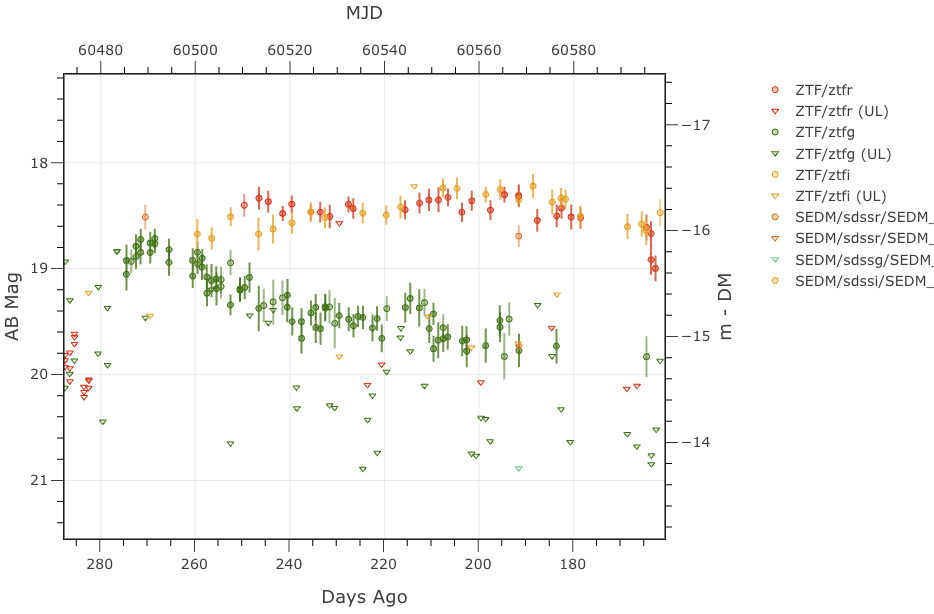 MJD
60480 60500 60520 60540 60560 60580
18
19
20
21
AB Mag
−17
−16
−15
−14
m - DM
280 260 240 220 200 180
Days Ago
ZTF/ztfr
ZTF/ztfr (UL)
ZTF/ztfg
ZTF/ztfg (UL)
ZTF/ztfi
ZTF/ztfi (UL)
SEDM/sdssr/SEDM_
SEDM/sdssr/SEDM_
SEDM/sdssg/SEDM_
SEDM/sdssi/SEDM_